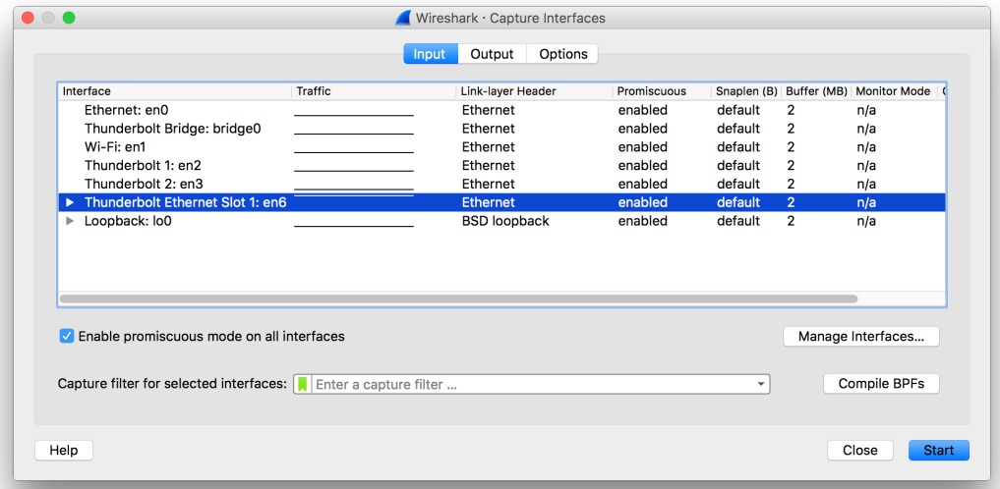 Wireshark · Capture Interfaces
Input Output Options
Interface Traffic Link-layer Header Promiscuous Snaplen (B) Buffer (MB) Monitor Mode
Ethernet: en0 Ethernet enabled default 2 n/a
Thunderbolt Bridge: bridge0 Ethernet enabled default 2 n/a
Wi-Fi: en1 Ethernet enabled default 2 n/a
Thunderbolt 1: en2 Ethernet enabled default 2 n/a
Thunderbolt 2: en3 Ethernet enabled default 2 n/a
Thunderbolt Ethernet Slot 1: en6 Ethernet enabled default 2 n/a
Loopback: lo0 BSD loopback enabled default 2 n/a
Enable promiscuous mode on all interfaces Manage Interfaces...
Capture filter for selected interfaces: Enter a capture filter ... Compile BPFs
Help Close Start